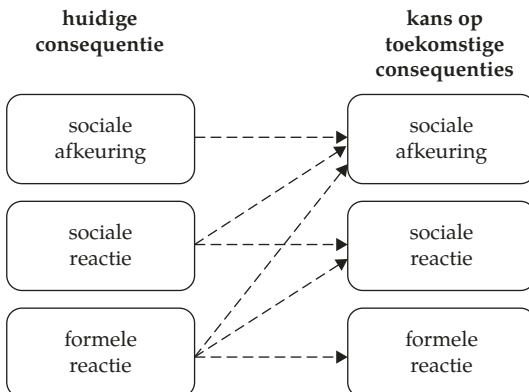 huidige
consequentie
kans op
toekomstige
consequenties
sociale
afkeuring
sociale
afkeuring
sociale
reactie
sociale
reactie
formele
reactie
formele
reactie